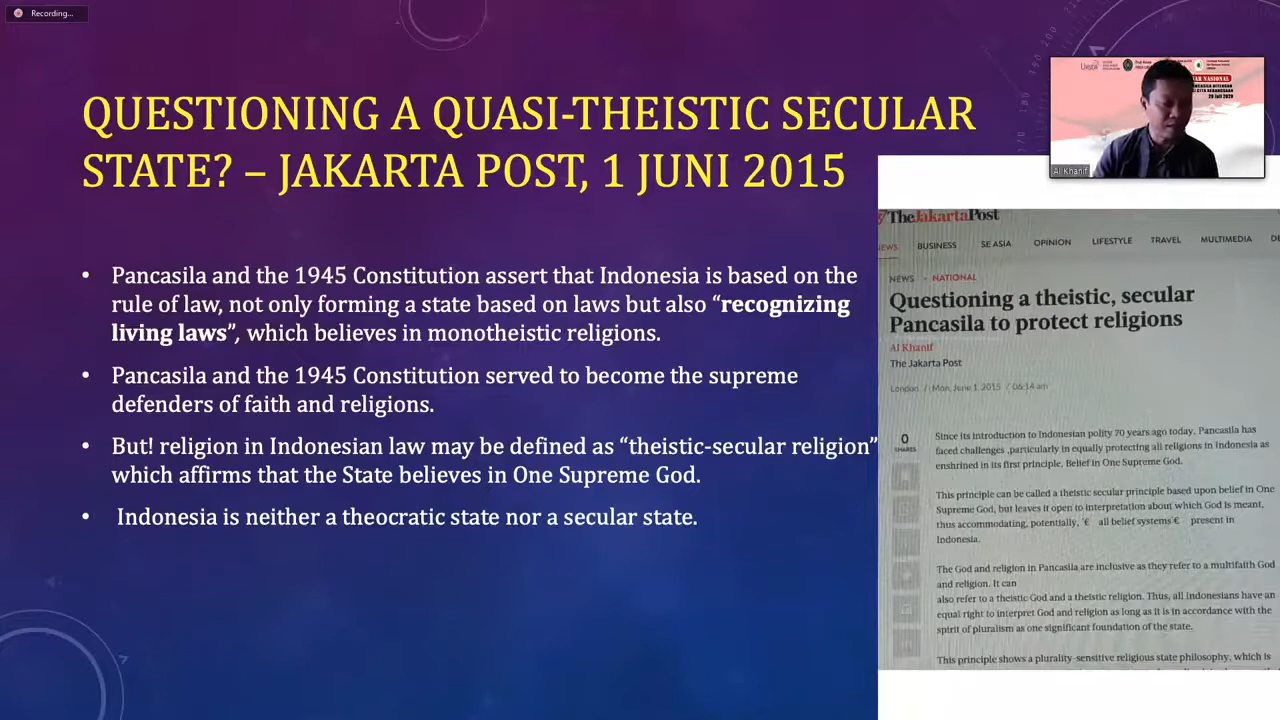 Recording...
QUESTIONING A QUASI-THEISTIC SECULAR
STATE? – JAKARTA POST, 1 JUNI 2015
• Pancasila and the 1945 Constitution assert that Indonesia is based on the
rule of law, not only forming a state based on laws but also “recognizing
living laws”, which believes in monotheistic religions.
• Pancasila and the 1945 Constitution served to become the supreme
defenders of faith and religions.
• But! religion in Indonesian law may be defined as “theistic-secular religion”
which affirms that the State believes in One Supreme God.
• Indonesia is neither a theocratic state nor a secular state.
NASIONAL
Al Khanif
TheJakartaPost
NEWS BUSINESS SE ASIA OPINION LIFESTYLE TRAVEL MULTIMEDIA
NEWS NATIONAL
Questioning a theistic, secular
Pancasila to protect religions
Al Khanif
The Jakarta Post
London / Mon, June 1, 2015 / 06:14 am
0
SHARES
Since its introduction to Indonesian polity 70 years ago today, Pancasila has
faced challenges ,particularly in equally protecting all religions in Indonesia as
enshrined in its first principle, Belief in One Supreme God.
This principle can be called a theistic secular principle based upon belief in One
Supreme God, but leaves it open to interpretation about which God is meant,
thus accommodating, potentially, ‘€ all belief systems‘€ present in
Indonesia.
The God and religion in Pancasila are inclusive as they refer to a multifaith God
and religion. It can
also refer to a theistic God and a theistic religion. Thus, all Indonesians have an
equal right to interpret God and religion as long as it is in accordance with the
spirit of pluralism as one significant foundation of the state.
This principle shows a plurality-sensitive religious state philosophy, which is